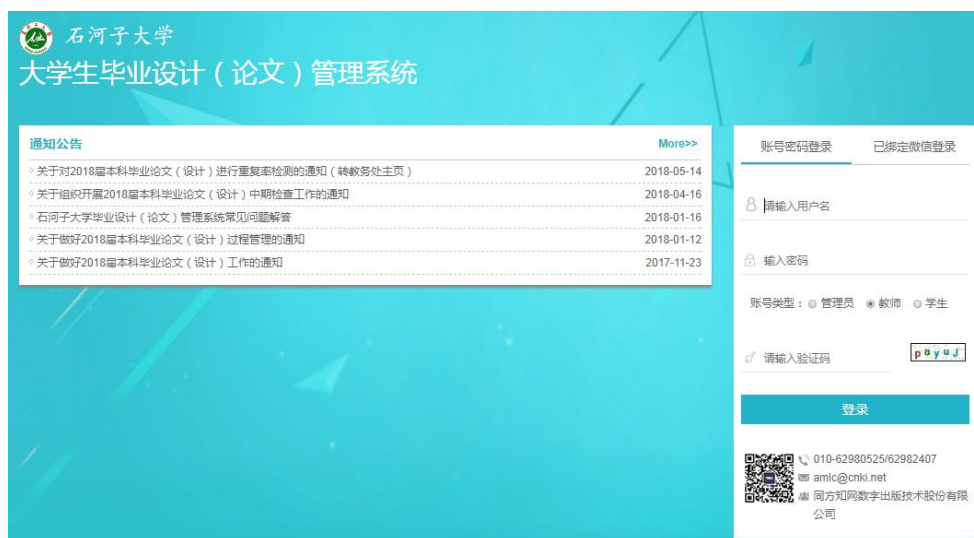 石河子大学
大学生毕业设计（论文）管理系统
通知公告 More>>
关于对2018届本科毕业论文（设计）进行重复率检测的通知（转教务处主页） 2018-05-14
关于组织开展2018届本科毕业论文（设计）中期检查工作的通知 2018-04-16
石河子大学毕业设计（论文）管理系统常见问题解答 2018-01-16
关于做好2018届本科毕业论文（设计）过程管理的通知 2018-01-12
关于做好2018届本科毕业论文（设计）工作的通知 2017-11-23
账号密码登录 已绑定微信登录
请输入用户名
输入密码
账号类型： 管理员 教师 学生
请输入验证码
登录
010-62980525/62982407
amlc@cnki.net
同方知网数字出版技术股份有限
公司